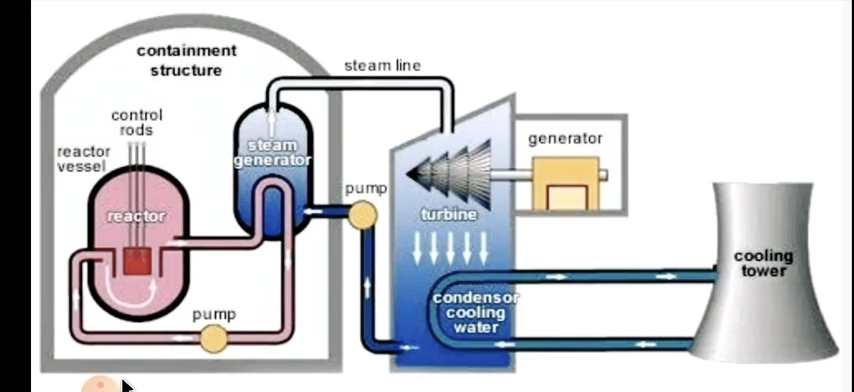 containment
structure
steam line
control
rods
generator
reactor
vessel
steam
generator
pump
reactor
turbine
cooling
tower
condensor
cooling
water
pump